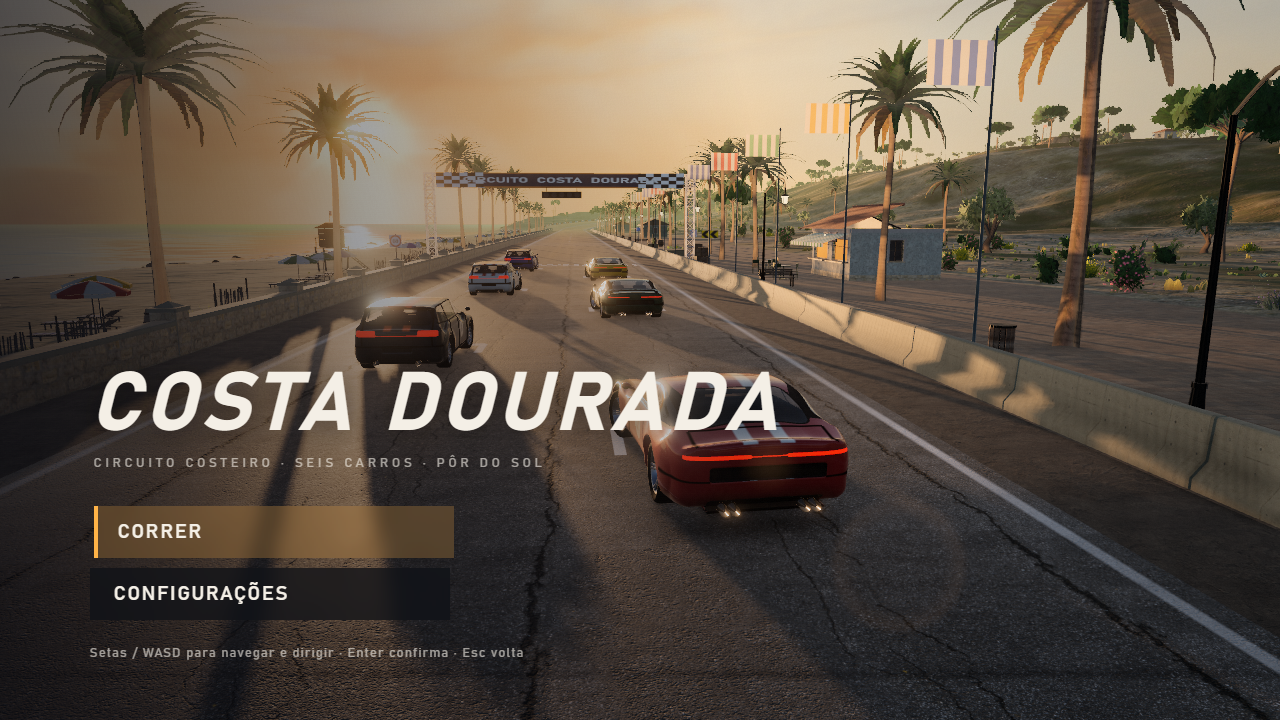 CIRCUITO COSTA DOURADA
COSTA DOURADA
CIRCUITO COSTEIRO · SEIS CARROS · PÔR DO SOL
CORRER
CONFIGURAÇÕES
Setas / WASD para navegar e dirigir · Enter confirma · Esc volta